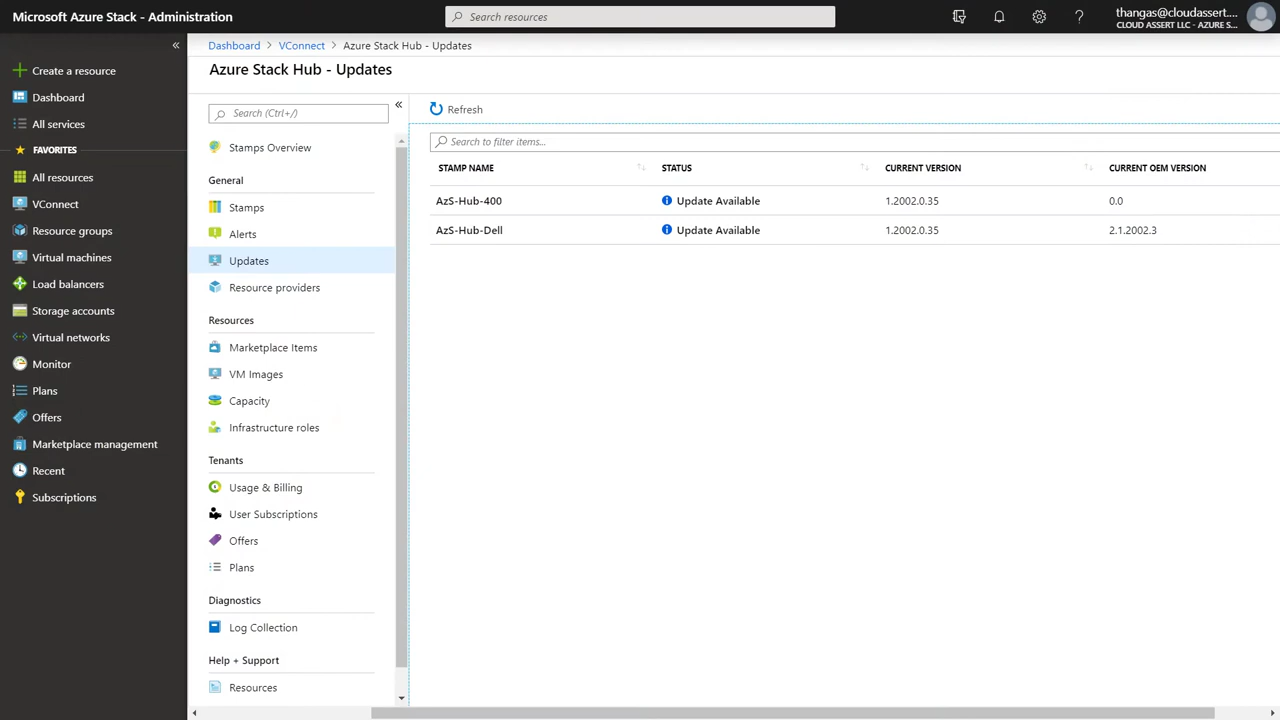 Microsoft Azure Stack - Administration
Search resources
thangas@cloudassert....
CLOUD ASSERT LLC - AZURE S...
Create a resource
Dashboard
All services
FAVORITES
All resources
VConnect
Resource groups
Virtual machines
Load balancers
Storage accounts
Virtual networks
Monitor
Plans
Offers
Marketplace management
Recent
Subscriptions
Dashboard > VConnect > Azure Stack Hub - Updates
Azure Stack Hub - Updates
Search (Ctrl+/)
Stamps Overview
General
Stamps
Alerts
Updates
Resource providers
Resources
Marketplace Items
VM Images
Capacity
Infrastructure roles
Tenants
Usage & Billing
User Subscriptions
Offers
Plans
Diagnostics
Log Collection
Help + Support
Resources
Refresh
Search to filter items...
STAMP NAME STATUS CURRENT VERSION CURRENT OEM VERSION
AzS-Hub-400 Update Available 1.2002.0.35 0.0
AzS-Hub-Dell Update Available 1.2002.0.35 2.1.2002.3